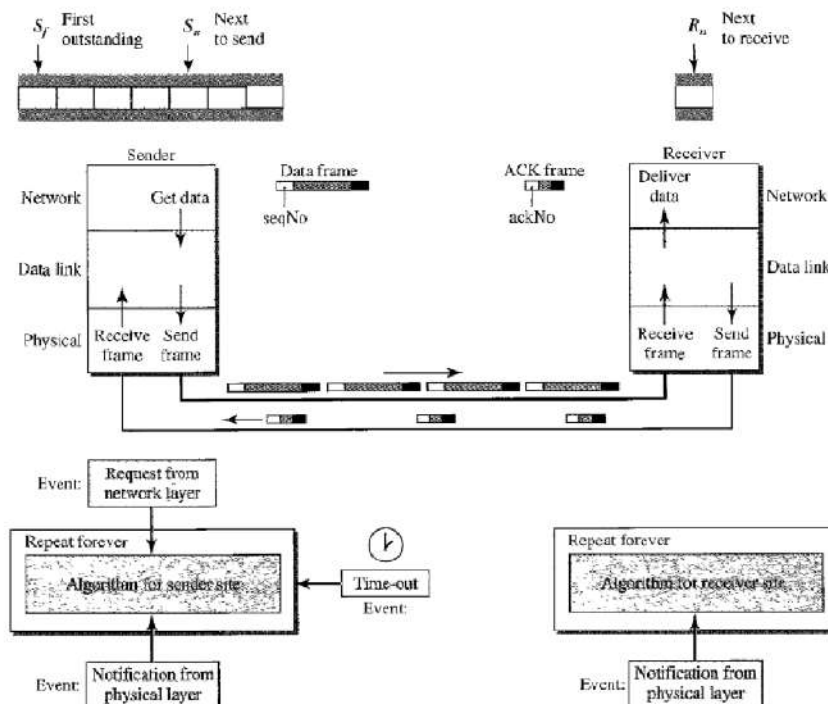 S_f First
outstanding
S_n Next
to send
R_n Next
to receive
Sender
Receiver
Data frame
ACK frame
Network
Get data
seqNo
ackNo
Deliver
data
Network
Data link
Data link
Physical
Receive
frame
Send
frame
Receive
frame
Send
frame
Physical
Event:
Request from
network layer
Repeat forever
Algorithm for sender site
Time-out
Event:
Repeat forever
Algorithm for receiver site
Event:
Notification from
physical layer
Event:
Notification from
physical layer